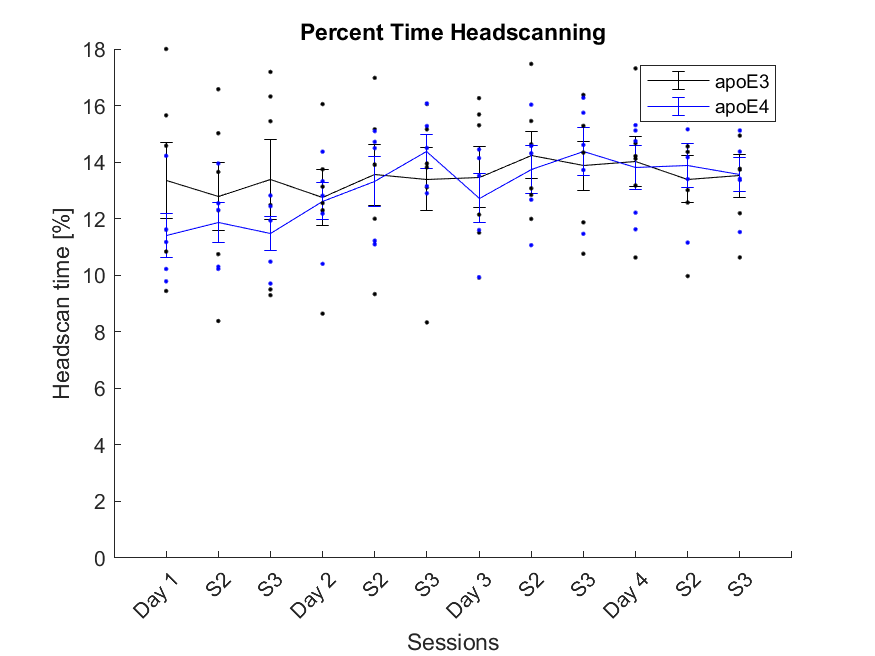 Percent Time Headscanning
apoE3
apoE4
Headscan time [%]
18
16
14
12
10
8
6
4
2
0
Day 1
S2
S3
Day 2
S2
S3
Day 3
S2
S3
Day 4
S2
S3
Sessions